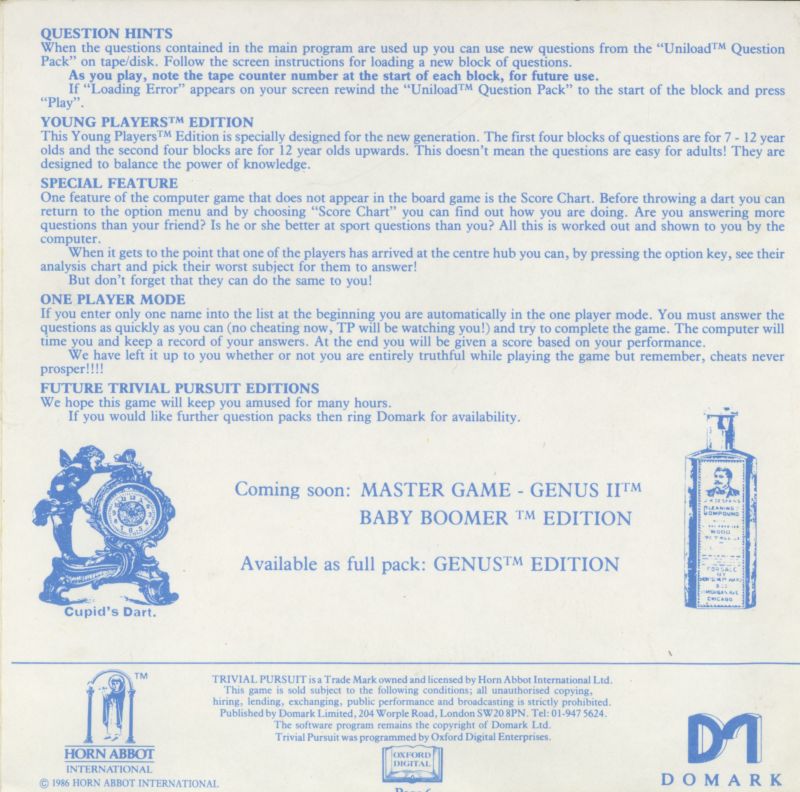 QUESTION HINTS
When the questions contained in the main program are used up you can use new questions from the “Uniload™ Question
Pack” on tape/disk. Follow the screen instructions for loading a new block of questions.
As you play, note the tape counter number at the start of each block, for future use.
If “Loading Error” appears on your screen rewind the “Uniload™ Question Pack” to the start of the block and press
“Play”.
YOUNG PLAYERS™ EDITION
This Young Players™ Edition is specially designed for the new generation. The first four blocks of questions are for 7 - 12 year
olds and the second four blocks are for 12 year olds upwards. This doesn't mean the questions are easy for adults! They are
designed to balance the power of knowledge.
SPECIAL FEATURE
One feature of the computer game that does not appear in the board game is the Score Chart. Before throwing a dart you can
return to the option menu and by choosing “Score Chart” you can find out how you are doing. Are you answering more
questions than your friend? Is he or she better at sport questions than you? All this is worked out and shown to you by the
computer.
When it gets to the point that one of the players has arrived at the centre hub you can, by pressing the option key, see their
analysis chart and pick their worst subject for them to answer!
But don't forget that they can do the same to you!
ONE PLAYER MODE
If you enter only one name into the list at the beginning you are automatically in the one player mode. You must answer the
questions as quickly as you can (no cheating now, TP will be watching you!) and try to complete the game. The computer will
time you and keep a record of your answers. At the end you will be given a score based on your performance.
We have left it up to you whether or not you are entirely truthful while playing the game but remember, cheats never
prosper!!!!
FUTURE TRIVIAL PURSUIT EDITIONS
We hope this game will keep you amused for many hours.
If you would like further question packs then ring Domark for availability.
Coming soon: MASTER GAME - GENUS II™
BABY BOOMER ™ EDITION
Available as full pack: GENUS™ EDITION
Cupid's Dart.
CLEANING
COMPOUND
FOR SALE
BY
CHICAGO
TM
HORN ABBOT
INTERNATIONAL
© 1986 HORN ABBOT INTERNATIONAL
TRIVIAL PURSUIT is a Trade Mark owned and licensed by Horn Abbot International Ltd.
This game is sold subject to the following conditions; all unauthorised copying,
hiring, lending, exchanging, public performance and broadcasting is strictly prohibited.
Published by Domark Limited, 204 Worple Road, London SW20 8PN. Tel: 01-947 5624.
The software program remains the copyright of Domark Ltd.
Trivial Pursuit was programmed by Oxford Digital Enterprises.
OXFORD
DIGITAL
Page 6
DOMARK